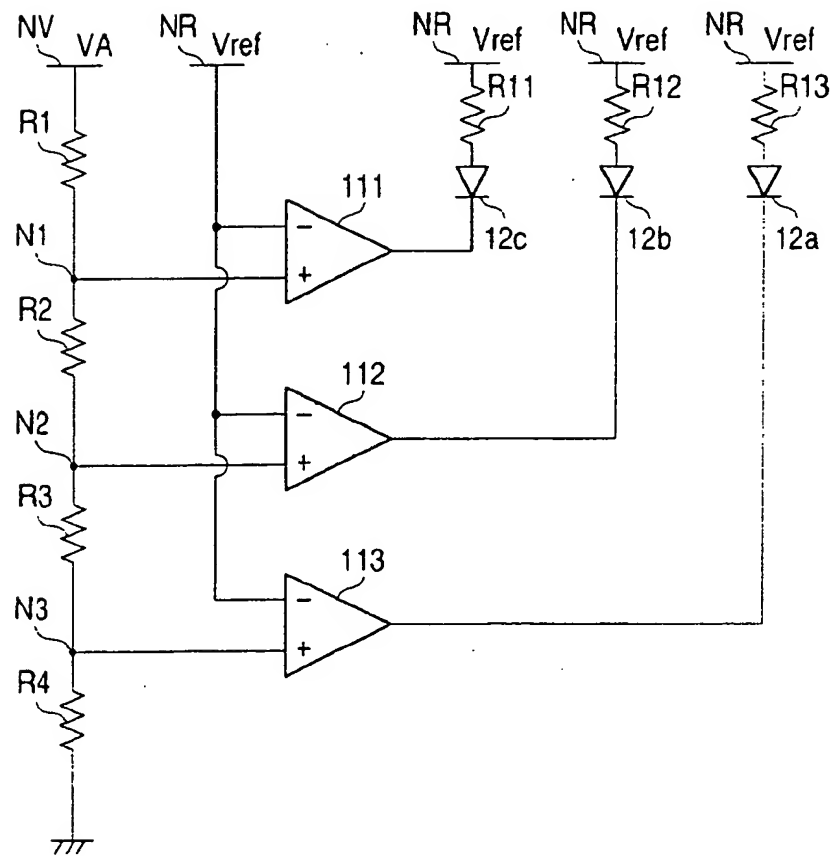 NV VA NR Vref NR Vref NR Vref NR Vref
R1 R11 R12 R13
111
N1 - 12c 12b 12a
+
R2
112
N2 -
+
R3
113
N3 -
+
R4